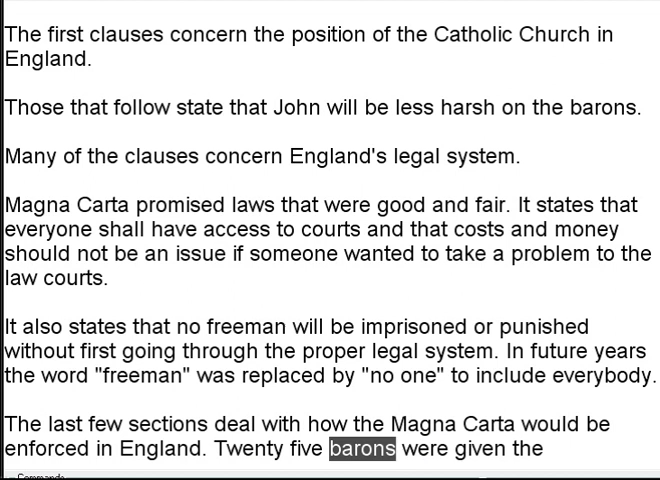 The first clauses concern the position of the Catholic Church in
England.
Those that follow state that John will be less harsh on the barons.
Many of the clauses concern England's legal system.
Magna Carta promised laws that were good and fair. It states that
everyone shall have access to courts and that costs and money
should not be an issue if someone wanted to take a problem to the
law courts.
It also states that no freeman will be imprisoned or punished
without first going through the proper legal system. In future years
the word "freeman" was replaced by "no one" to include everybody.
The last few sections deal with how the Magna Carta would be
enforced in England. Twenty five barons were given the